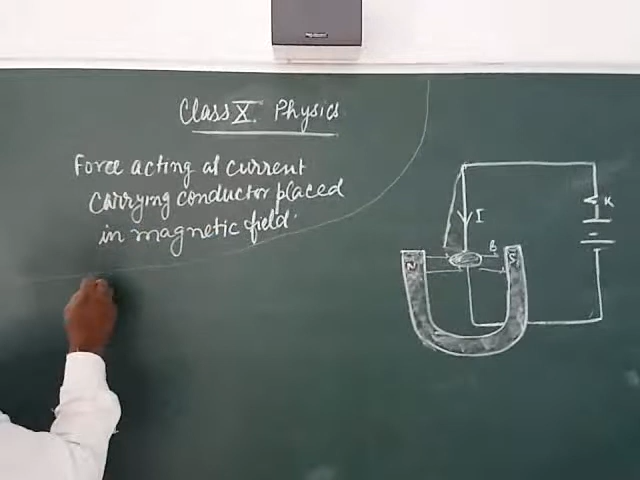 Class X. Physics
Force acting at current
carrying conductor placed
in magnetic field.
K
I
B
N
S